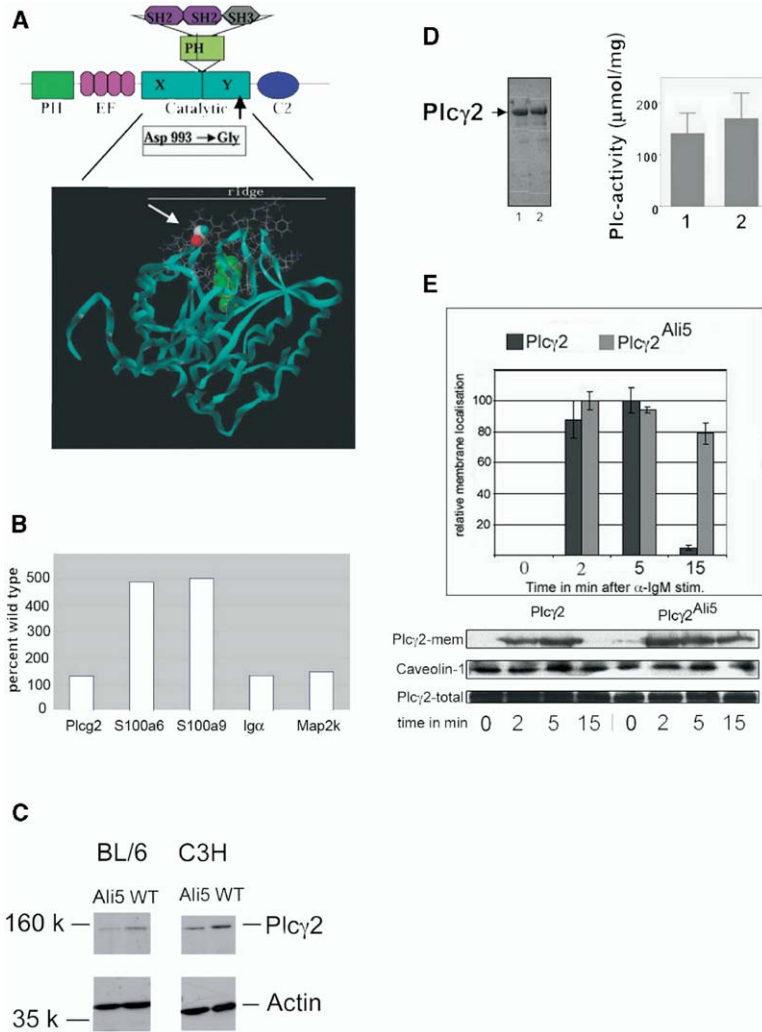 A
SH2 SH2 SH3
PH
X Y
PH EF Catalytic C2
Asp 993 → Gly
ridge
B
percent wild type
500
400
300
200
100
0
Plcg2 S100a6 S100a9 Igα Map2k
C
BL/6 C3H
Ali5 WT Ali5 WT
160 k Plcγ2
Actin
35 k
D
Plcγ2
1 2
Plc-activity (μmol/mg)
200
100
0
1 2
E
Plcγ2 Plcγ2^Ali5
relative membrane localisation
100
80
60
40
20
0 2 5 15
Time in min after α-IgM stim.
Plcγ2 Plcγ2^Ali5
Plcγ2-mem
Caveolin-1
Plcγ2-total
time in min 0 2 5 15 0 2 5 15